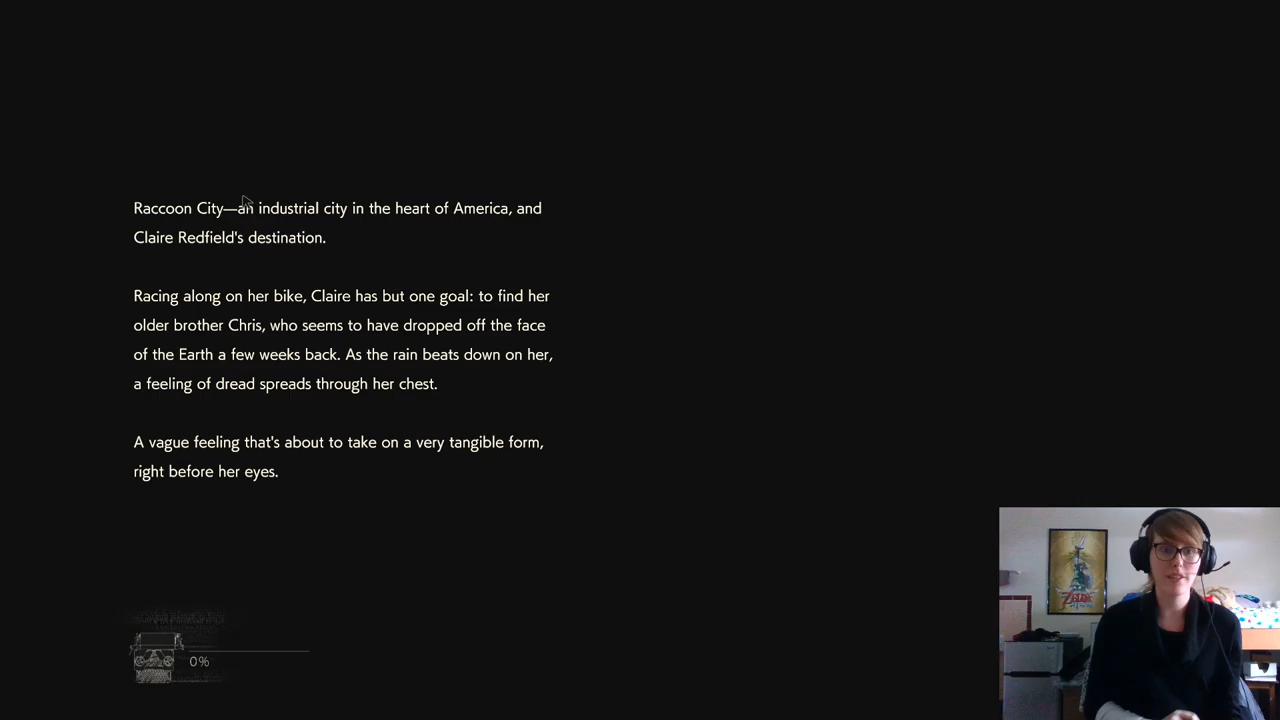 Raccoon City—an industrial city in the heart of America, and
Claire Redfield's destination.
Racing along on her bike, Claire has but one goal: to find her
older brother Chris, who seems to have dropped off the face
of the Earth a few weeks back. As the rain beats down on her,
a feeling of dread spreads through her chest.
A vague feeling that's about to take on a very tangible form,
right before her eyes.
0%
ZELDA